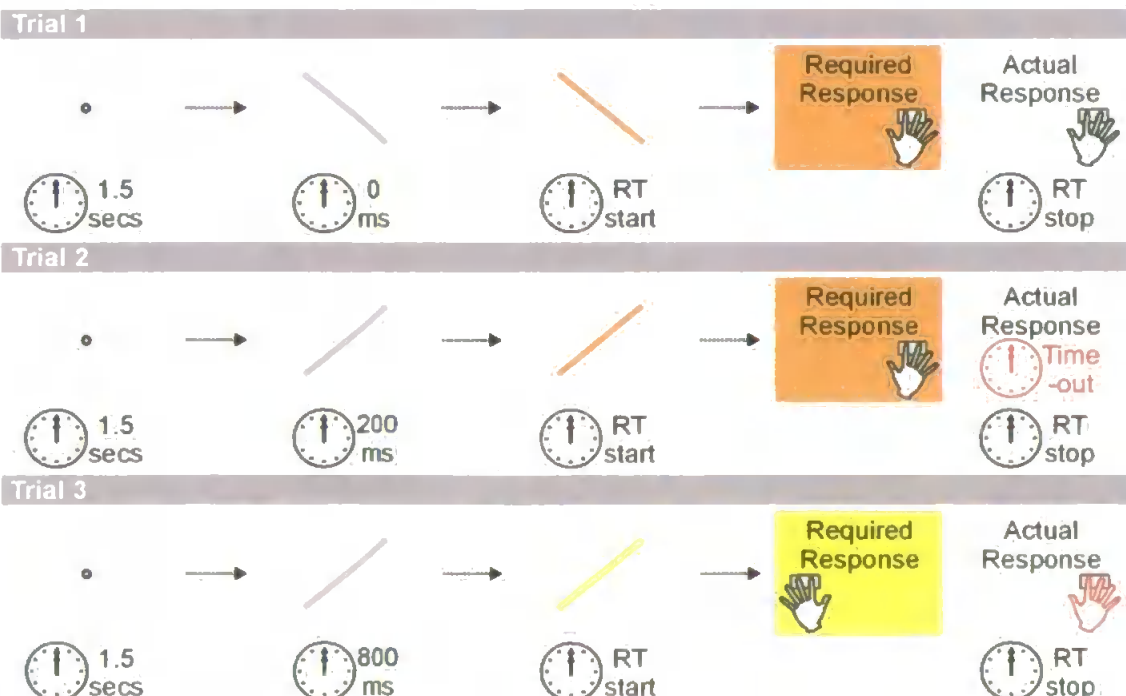 Trial 1
Required
Response
Actual
Response
1.5
secs
0
ms
RT
start
RT
stop
Trial 2
Required
Response
Actual
Response
Time
-out
1.5
secs
200
ms
RT
start
RT
stop
Trial 3
Required
Response
Actual
Response
1.5
secs
800
ms
RT
start
RT
stop